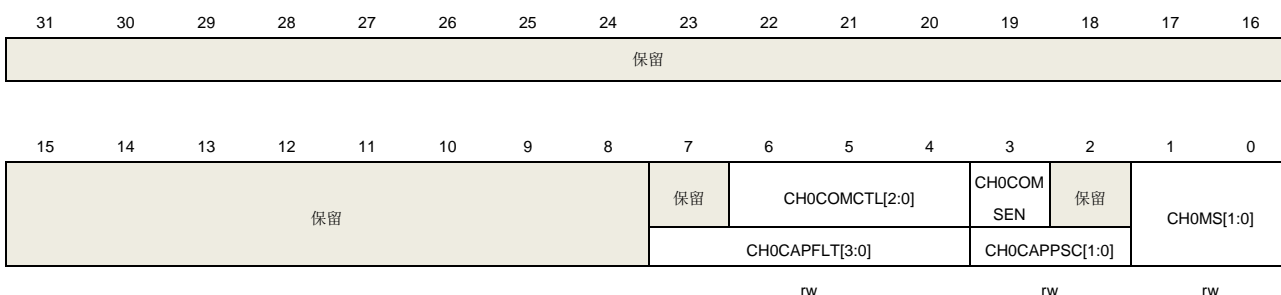 31 30 29 28 27 26 25 24 23 22 21 20 19 18 17 16
保留
15 14 13 12 11 10 9 8 7 6 5 4 3 2 1 0
保留 保留 CH0COMCTL[2:0] CH0COM SEN 保留 CH0MS[1:0]
CH0CAPFLT[3:0] CH0CAPPSC[1:0]
rw rw rw